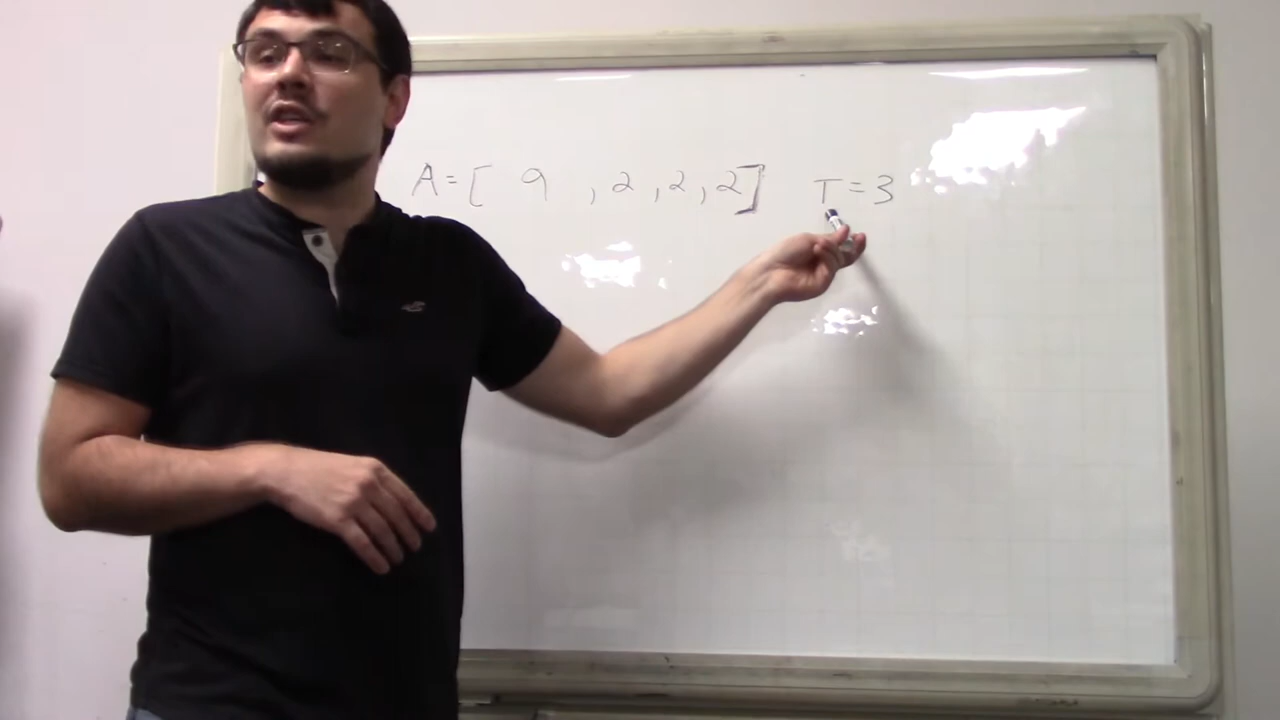 A = [ 9 , 2 , 2 , 2 ] T = 3